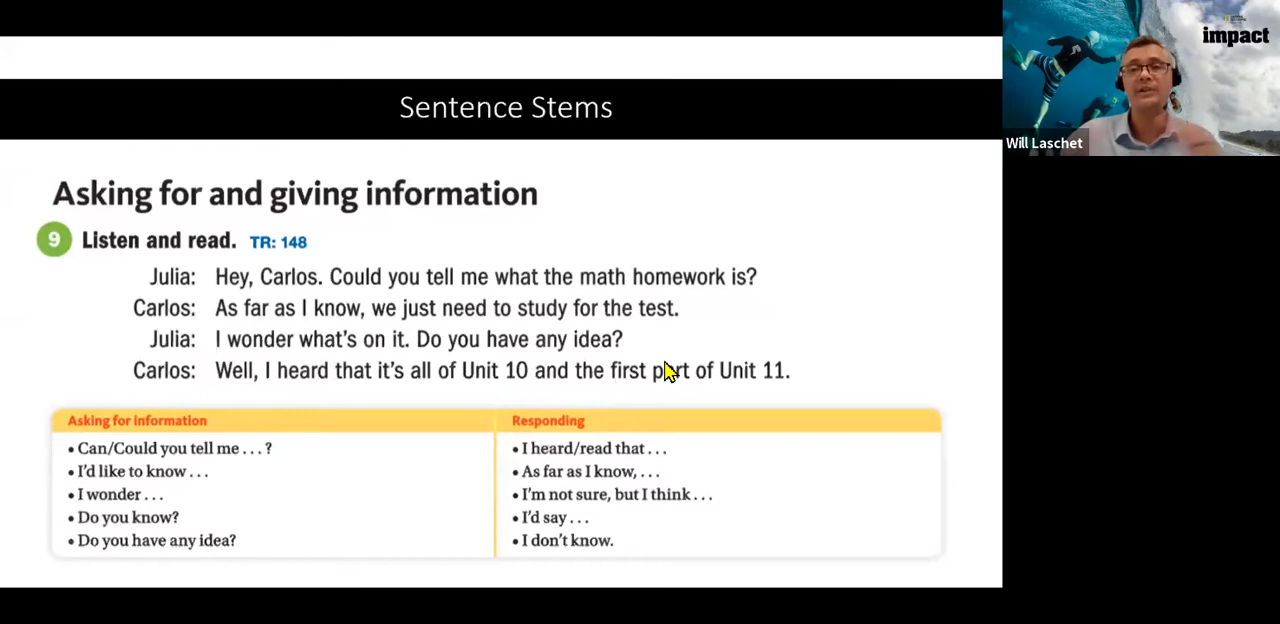 Sentence Stems
impact
Will Laschet
Asking for and giving information
9 Listen and read. TR: 148
Julia: Hey, Carlos. Could you tell me what the math homework is?
Carlos: As far as I know, we just need to study for the test.
Julia: I wonder what's on it. Do you have any idea?
Carlos: Well, I heard that it's all of Unit 10 and the first part of Unit 11.
Asking for information
• Can/Could you tell me . . . ?
• I'd like to know . . .
• I wonder . . .
• Do you know?
• Do you have any idea?
Responding
• I heard/read that . . .
• As far as I know, . . .
• I'm not sure, but I think . . .
• I'd say . . .
• I don't know.